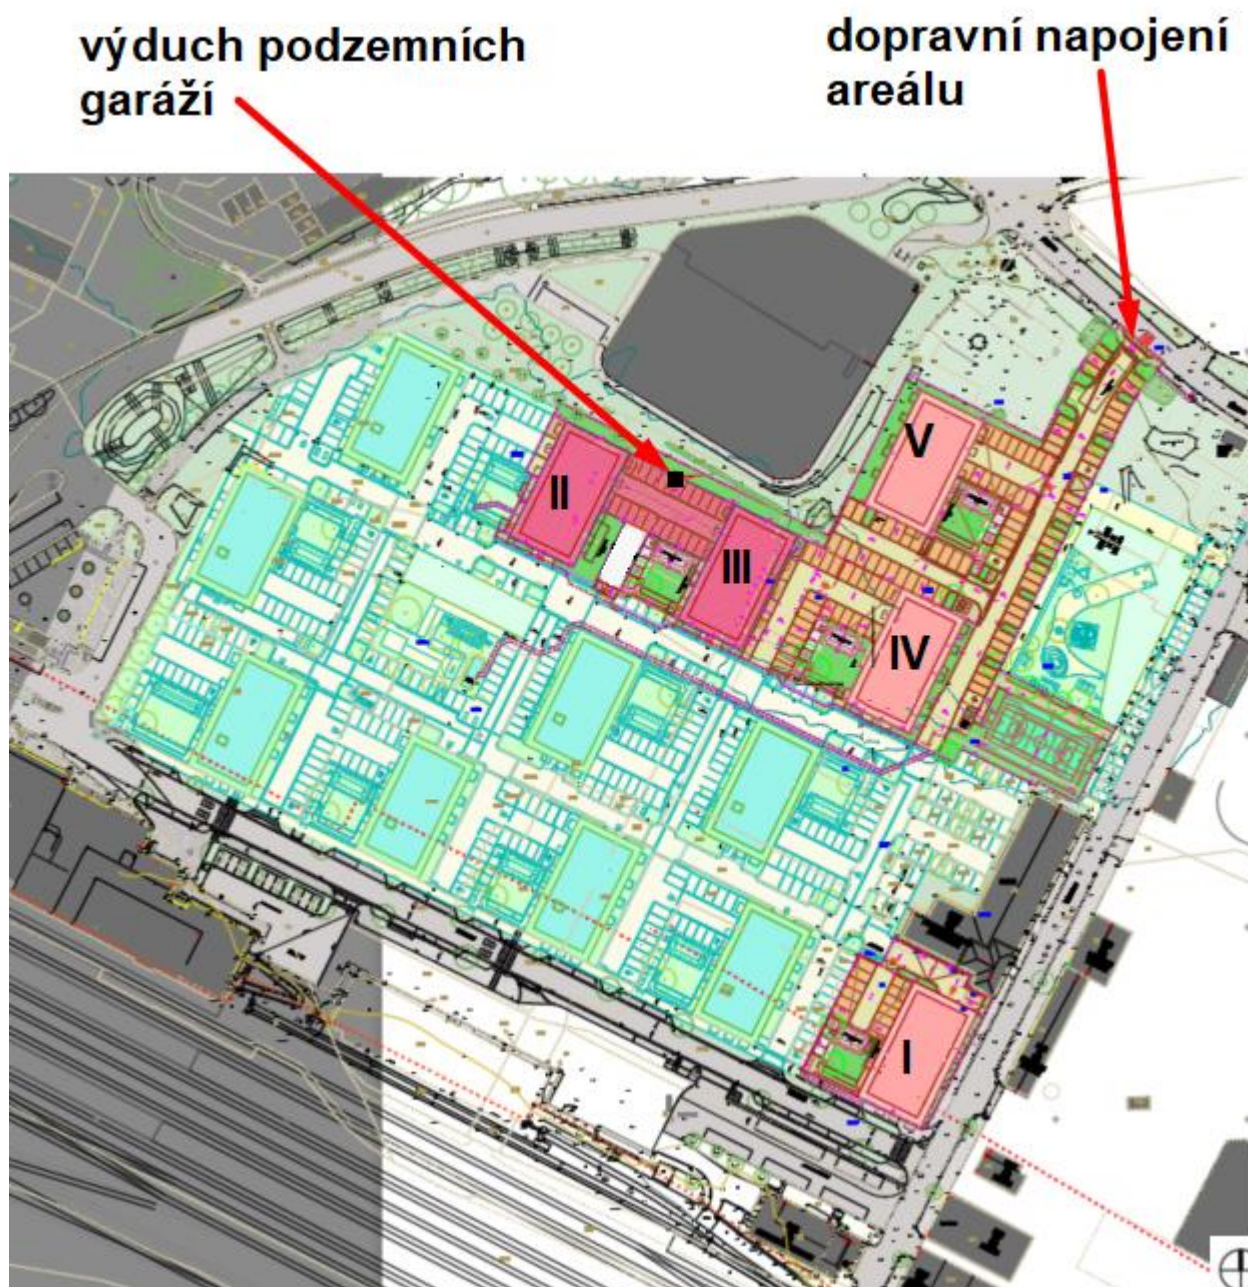 výduch podzemních
garáží
dopravní napojení
areálu
V
II
III
IV
I